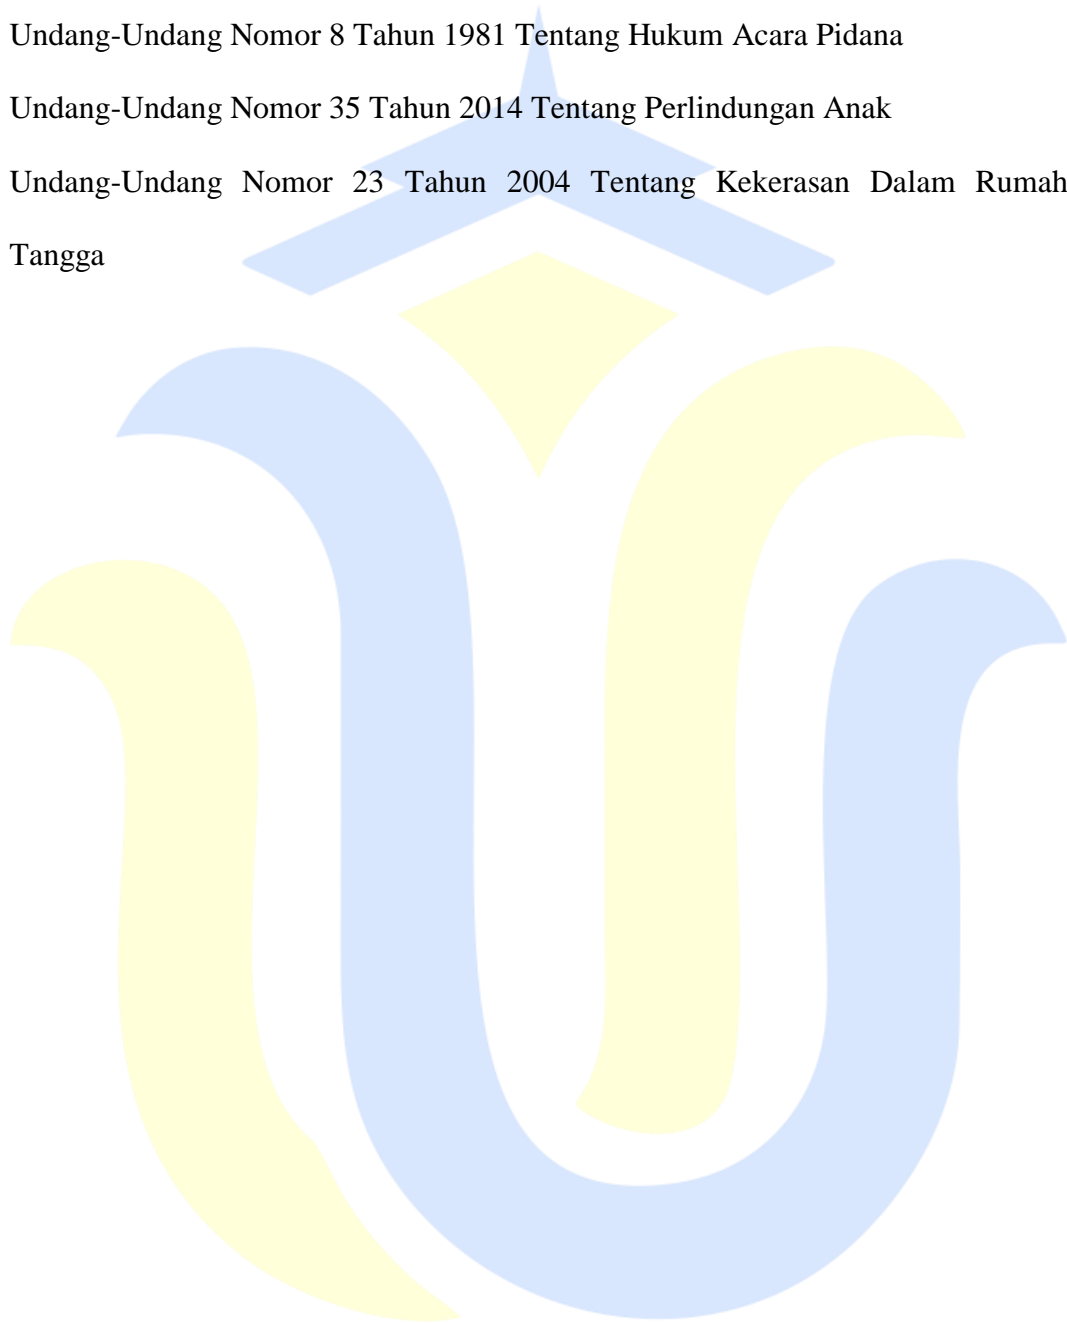 Undang-Undang Nomor 8 Tahun 1981 Tentang Hukum Acara Pidana
Undang-Undang Nomor 35 Tahun 2014 Tentang Perlindungan Anak
Undang-Undang Nomor 23 Tahun 2004 Tentang Kekerasan Dalam Rumah
Tangga